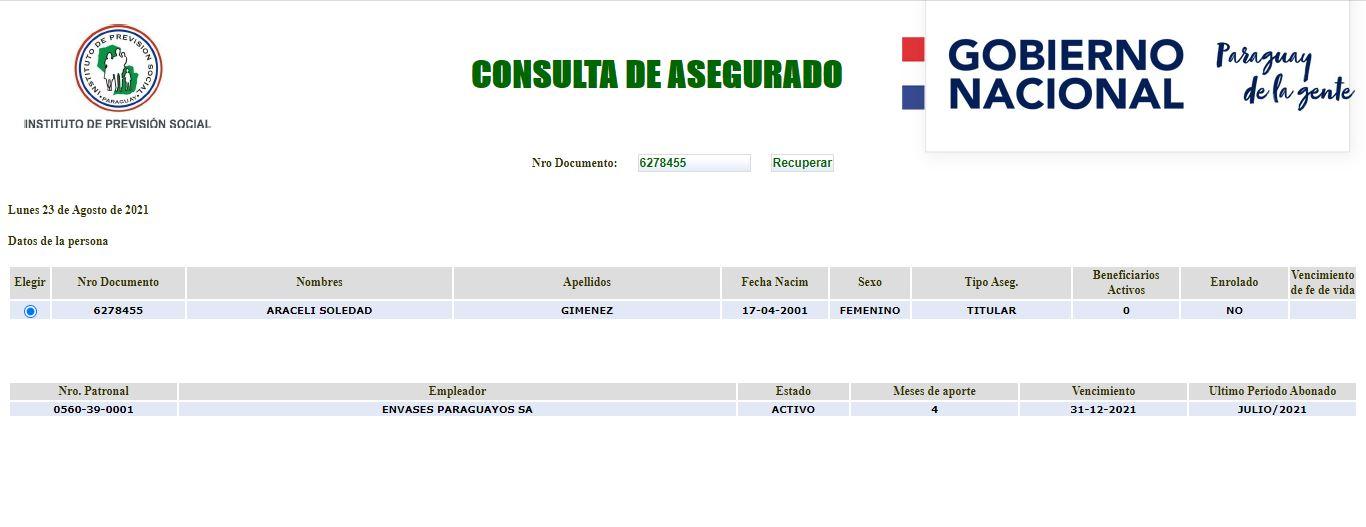 INSTITUTO DE PREVISION SOCIAL
• PARAGUAY •
INSTITUTO DE PREVISIÓN SOCIAL
CONSULTA DE ASEGURADO
GOBIERNO
NACIONAL
Paraguay
de la gente
Nro Documento: 6278455 Recuperar
Lunes 23 de Agosto de 2021
Datos de la persona
Elegir Nro Documento Nombres Apellidos Fecha Nacim Sexo Tipo Aseg. Beneficiarios Activos Enrolado Vencimiento de fe de vida
6278455 ARACELI SOLEDAD GIMENEZ 17-04-2001 FEMENINO TITULAR 0 NO
Nro. Patronal Empleador Estado Meses de aporte Vencimiento Ultimo Periodo Abonado
0560-39-0001 ENVASES PARAGUAYOS SA ACTIVO 4 31-12-2021 JULIO/2021